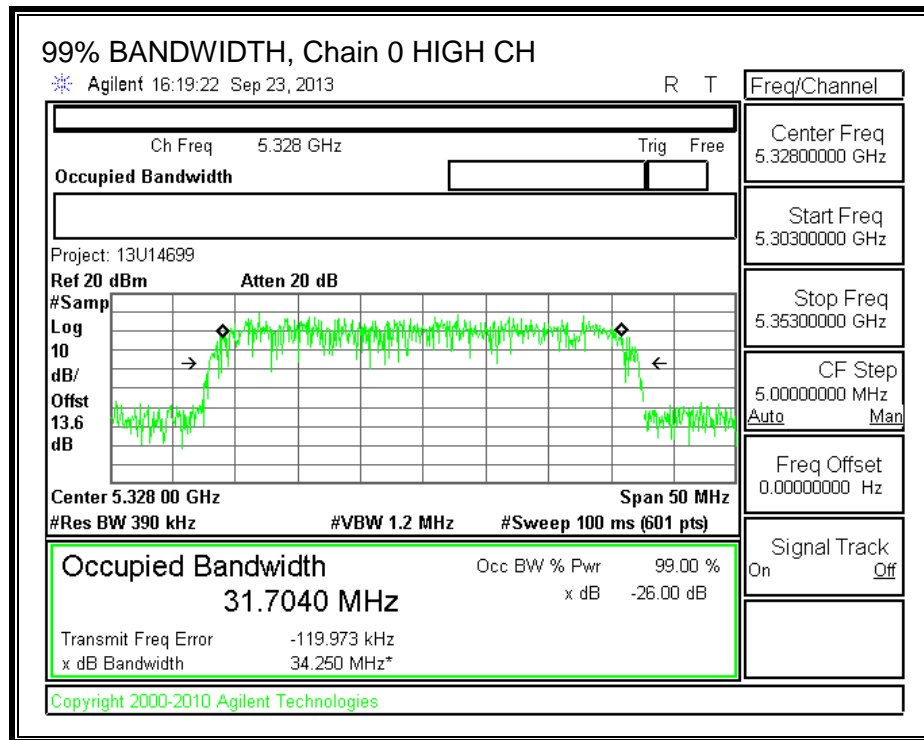 99% BANDWIDTH, Chain 0 HIGH CH
Agilent 16:19:22 Sep 23, 2013 R T
Freq/Channel
Ch Freq 5.328 GHz Trig Free
Occupied Bandwidth
Center Freq
5.32800000 GHz
Start Freq
5.30300000 GHz
Stop Freq
5.35300000 GHz
CF Step
5.00000000 MHz
Auto Man
Freq Offset
0.00000000 Hz
Signal Track
On Off
Project: 13U14699
Ref 20 dBm Atten 20 dB
#Samp
Log
10
dB/
Offst
13.6
dB
Center 5.328 00 GHz Span 50 MHz
#Res BW 390 kHz #VBW 1.2 MHz #Sweep 100 ms (601 pts)
Occupied Bandwidth Occ BW % Pwr 99.00 %
31.7040 MHz x dB -26.00 dB
Transmit Freq Error -119.973 kHz
x dB Bandwidth 34.250 MHz*
Copyright 2000-2010 Agilent Technologies